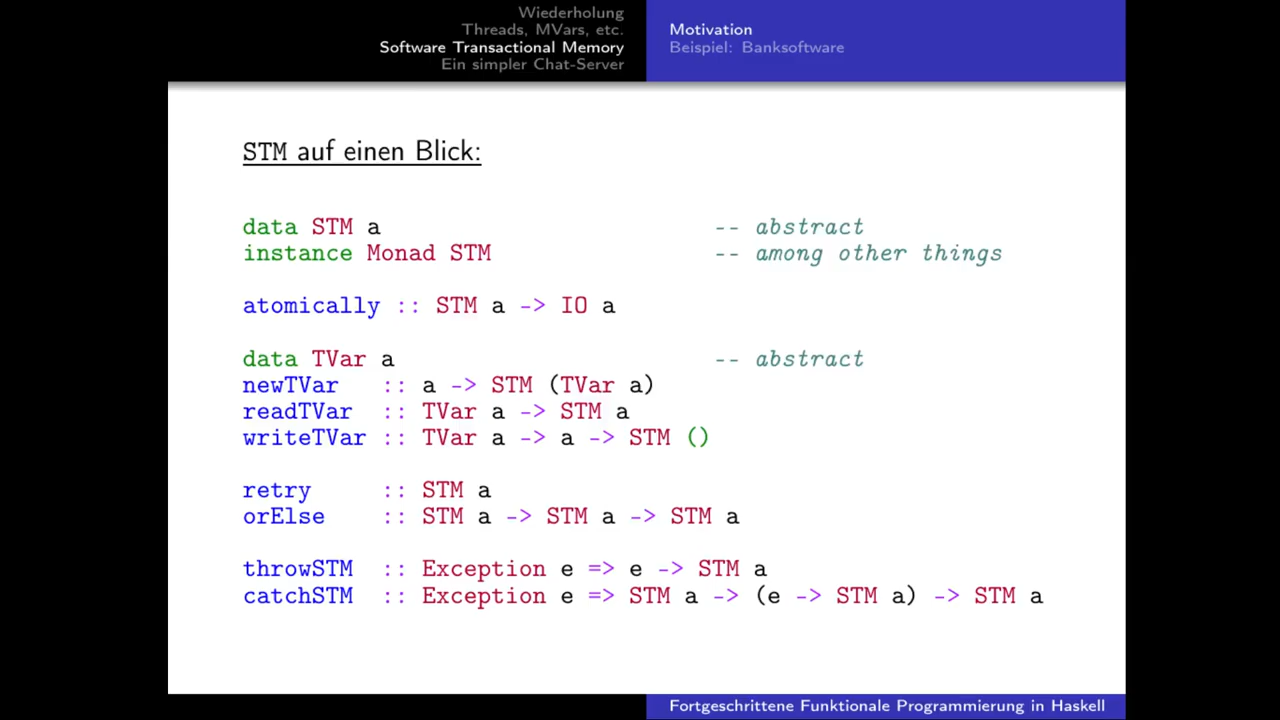 Wiederholung
Threads, MVars, etc.
Software Transactional Memory
Ein simpler Chat-Server
Motivation
Beispiel: Banksoftware
STM auf einen Blick:
data STM a -- abstract
instance Monad STM -- among other things
atomically :: STM a -> IO a
data TVar a -- abstract
newTVar :: a -> STM (TVar a)
readTVar :: TVar a -> STM a
writeTVar :: TVar a -> a -> STM ()
retry :: STM a
orElse :: STM a -> STM a -> STM a
throwSTM :: Exception e => e -> STM a
catchSTM :: Exception e => STM a -> (e -> STM a) -> STM a
Fortgeschrittene Funktionale Programmierung in Haskell